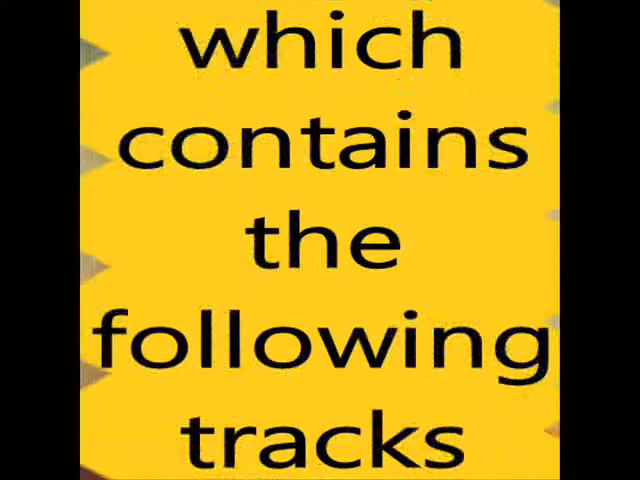 which
contains
the
following
tracks